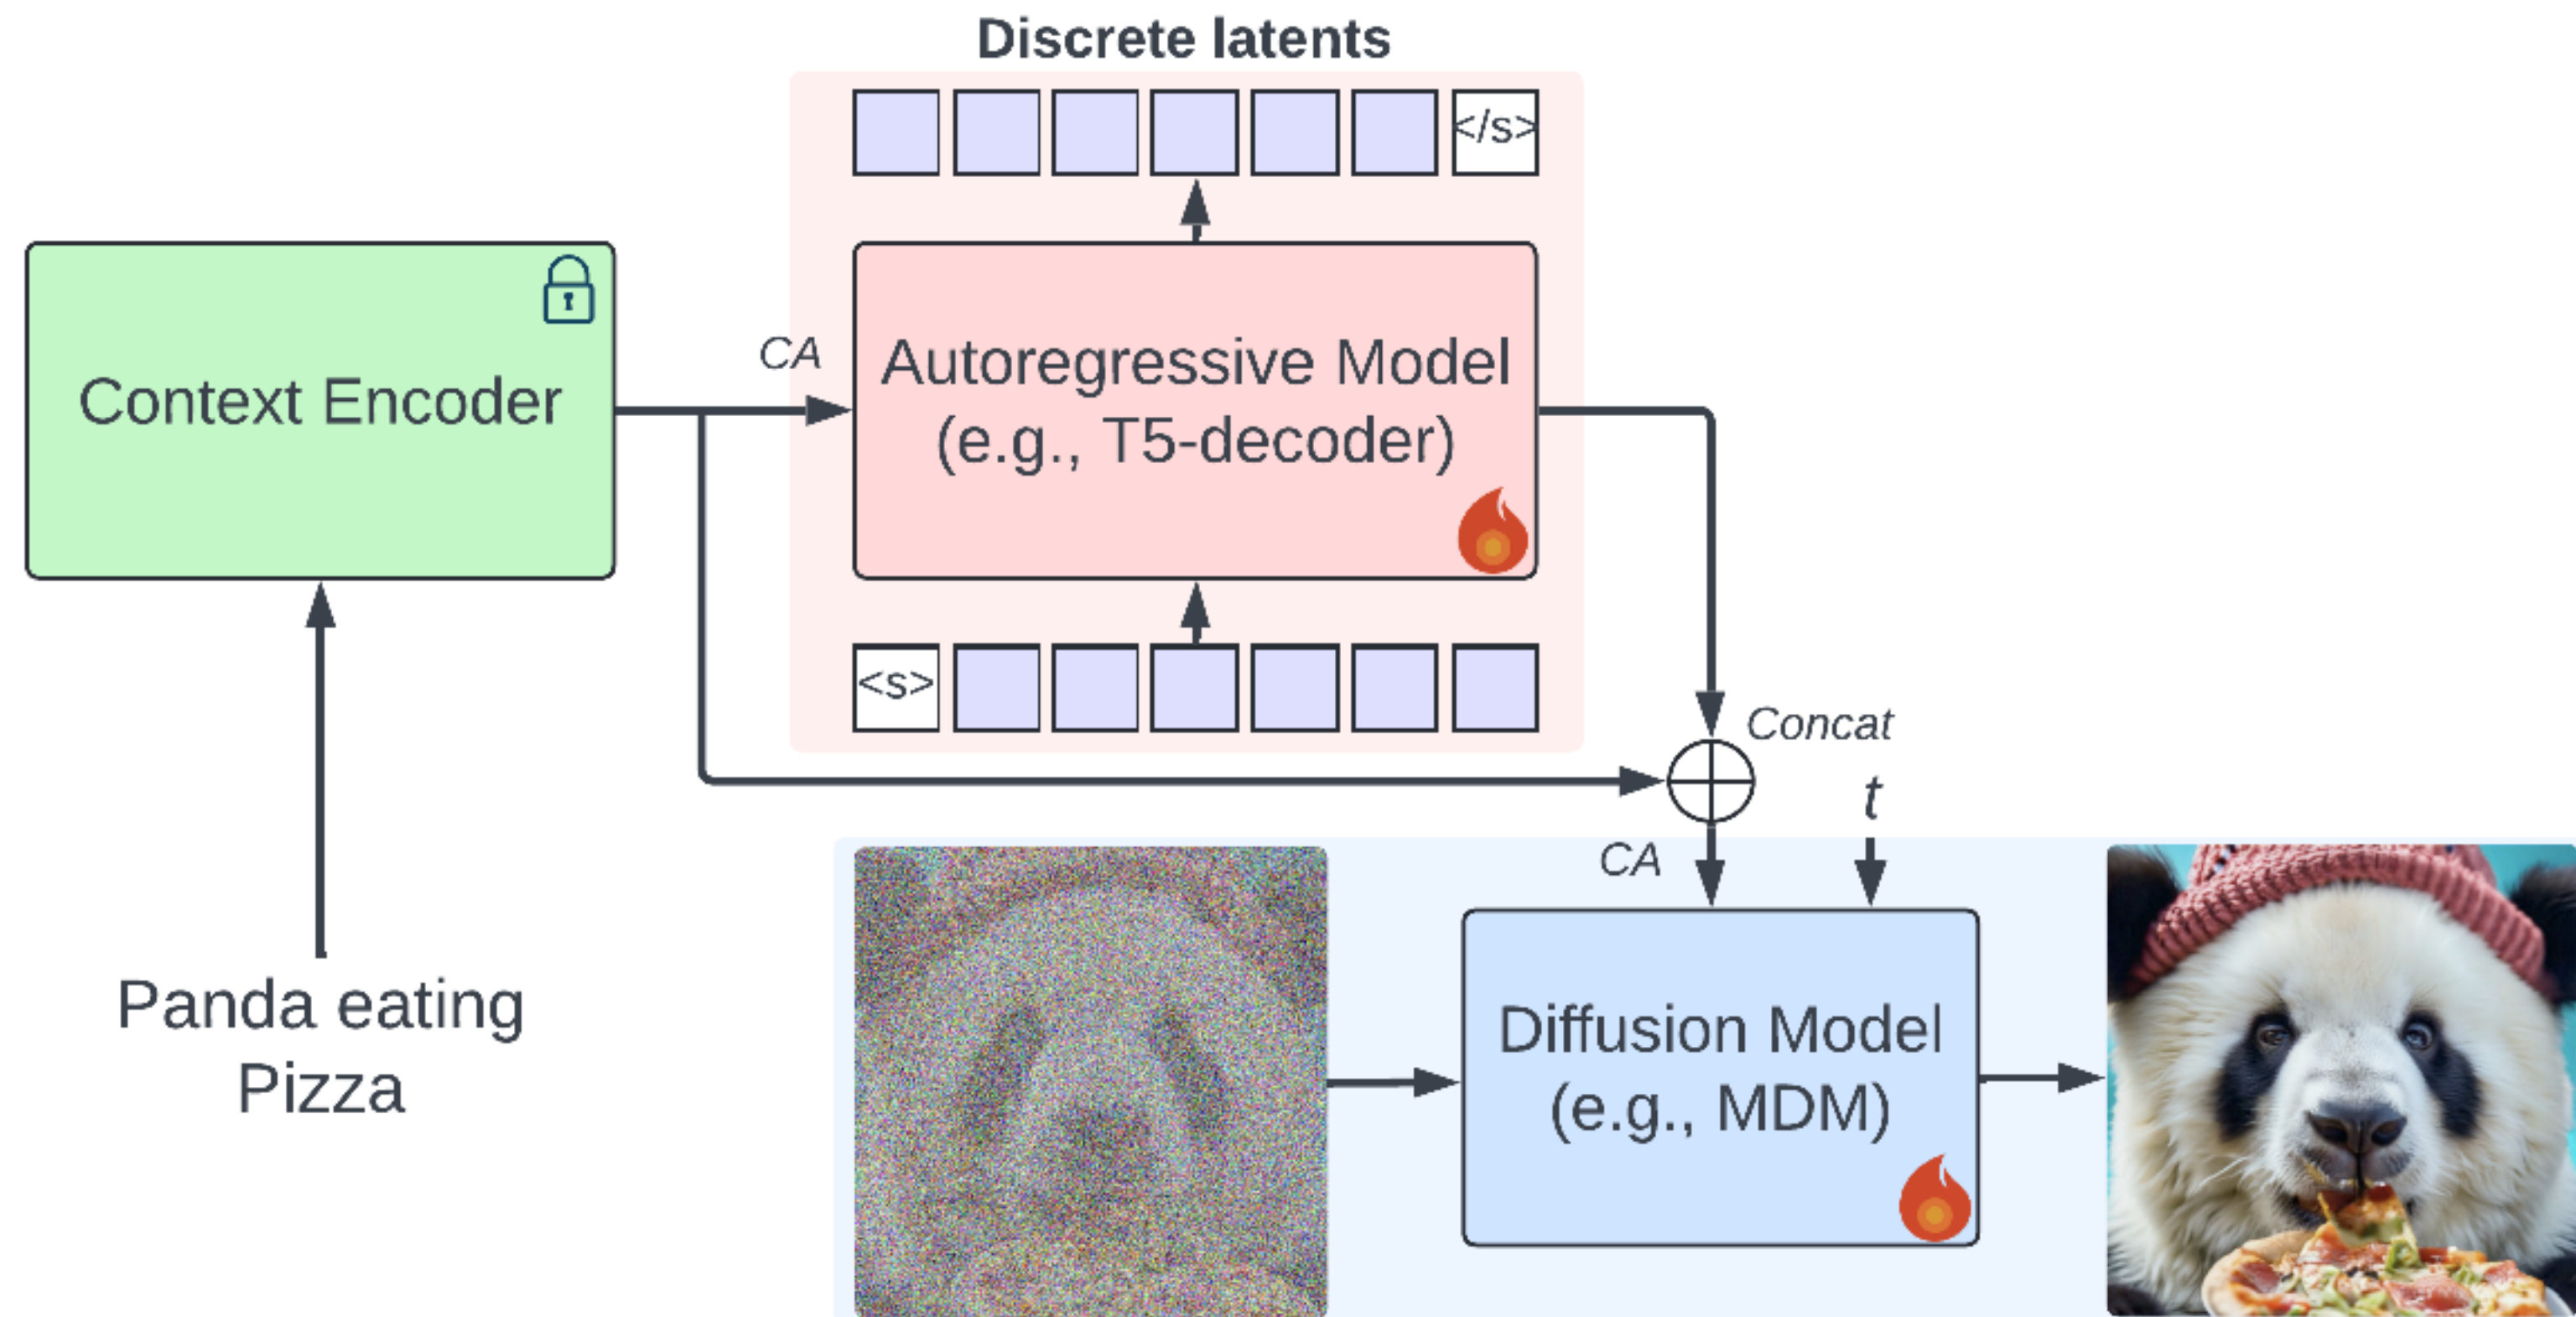 Discrete latents
</s>
Context Encoder
CA
Autoregressive Model
(e.g., T5-decoder)
<s>
Concat
t
CA
Panda eating
Pizza
Diffusion Model
(e.g., MDM)